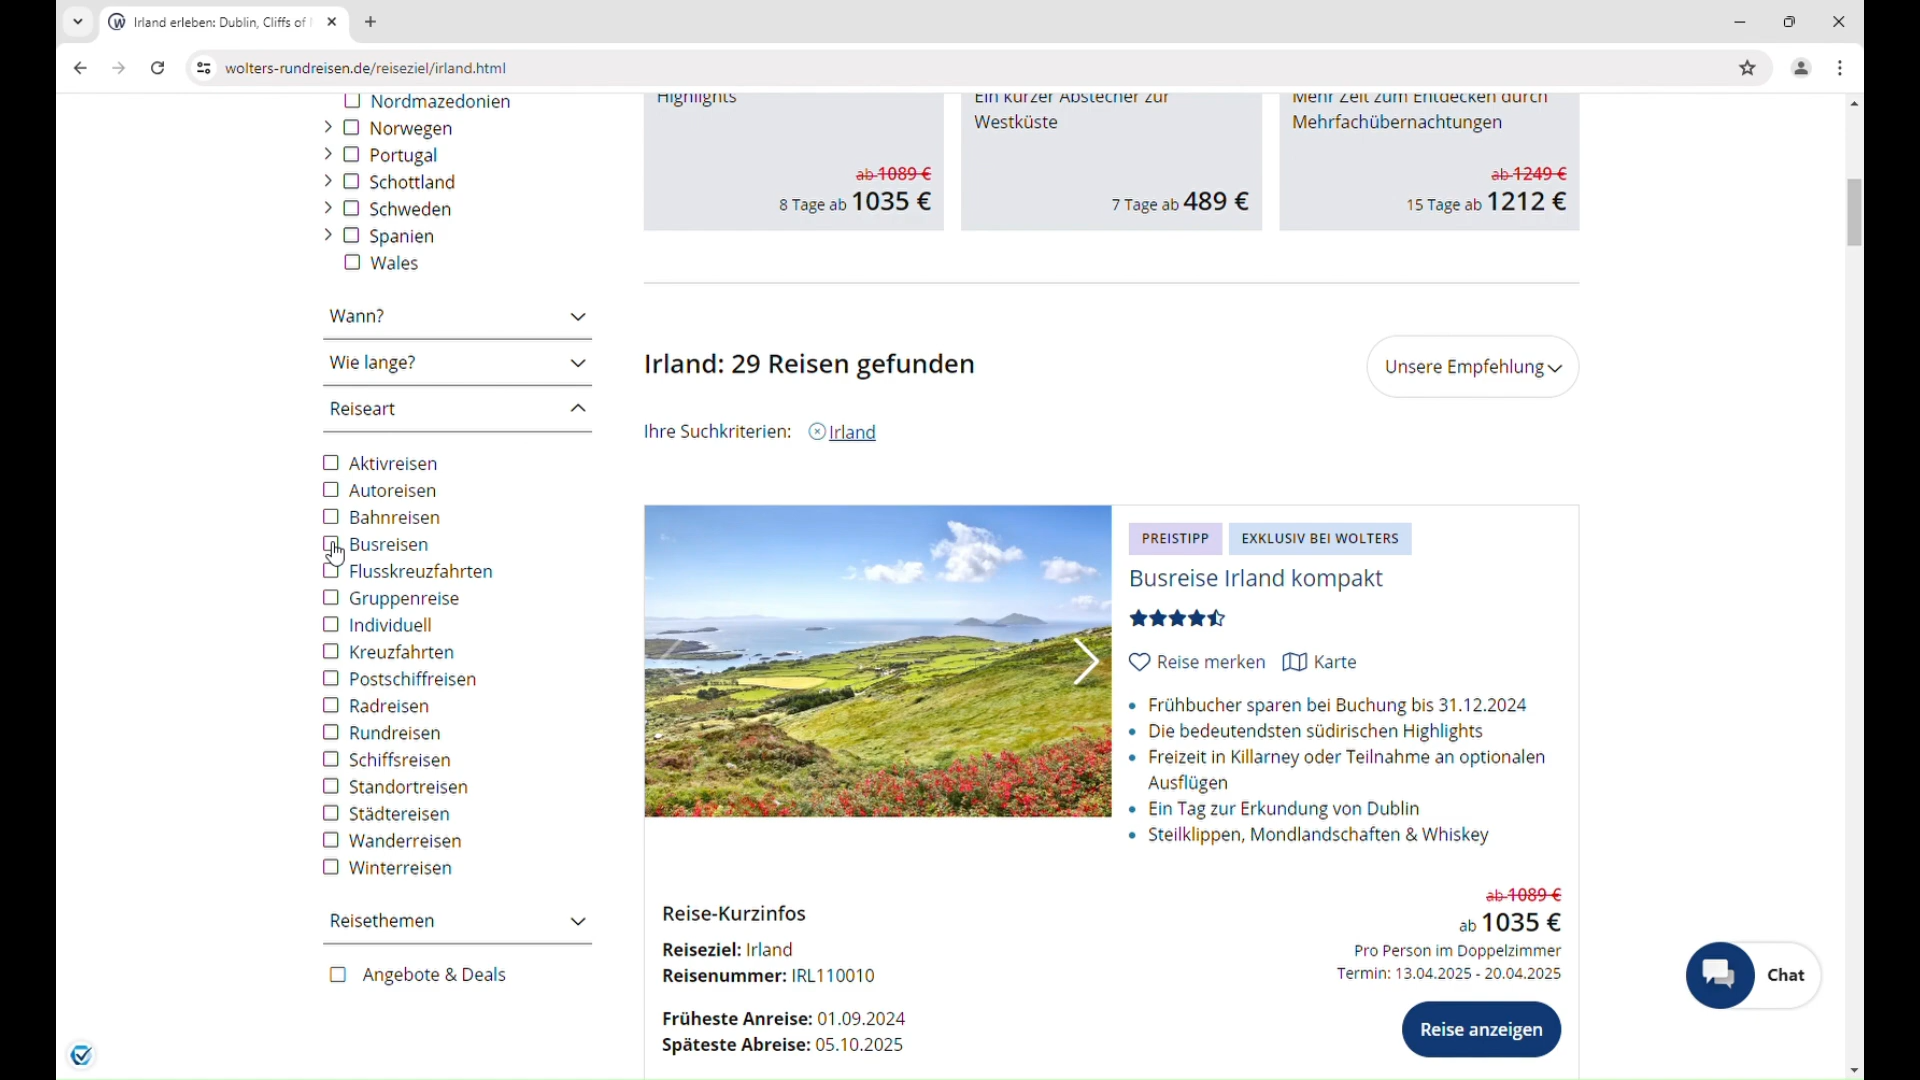 Irland erleben: Dublin, Cliffs of
wolters-rundreisen.de/reiseziel/irland.html
Nordmazedonien
Norwegen
Portugal
Schottland
Schweden
Spanien
Wales
Wann?
Wie lange?
Reiseart
Aktivreisen
Autoreisen
Bahnreisen
Busreisen
Flusskreuzfahrten
Gruppenreise
Individuell
Kreuzfahrten
Postschiffreisen
Radreisen
Rundreisen
Schiffsreisen
Standortreisen
Städtereisen
Wanderreisen
Winterreisen
Reisethemen
Angebote & Deals
Highlights
ab 1089 €
8 Tage ab 1035 €
Ein kurzer Abstecher zur
Westküste
7 Tage ab 489 €
Mehr Zeit zum Entdecken durch
Mehrfachübernachtungen
ab 1249 €
15 Tage ab 1212 €
Irland: 29 Reisen gefunden
Unsere Empfehlung
Ihre Suchkriterien: Irland
PREISTIPP EXKLUSIV BEI WOLTERS
Busreise Irland kompakt
Reise merken Karte
Frühbucher sparen bei Buchung bis 31.12.2024
Die bedeutendsten südirischen Highlights
Freizeit in Killarney oder Teilnahme an optionalen
Ausflügen
Ein Tag zur Erkundung von Dublin
Steilklippen, Mondlandschaften & Whiskey
Reise-Kurzinfos
Reiseziel: Irland
Reisenummer: IRL110010
Früheste Anreise: 01.09.2024
Späteste Abreise: 05.10.2025
ab 1089 €
ab 1035 €
Pro Person im Doppelzimmer
Termin: 13.04.2025 - 20.04.2025
Reise anzeigen
Chat